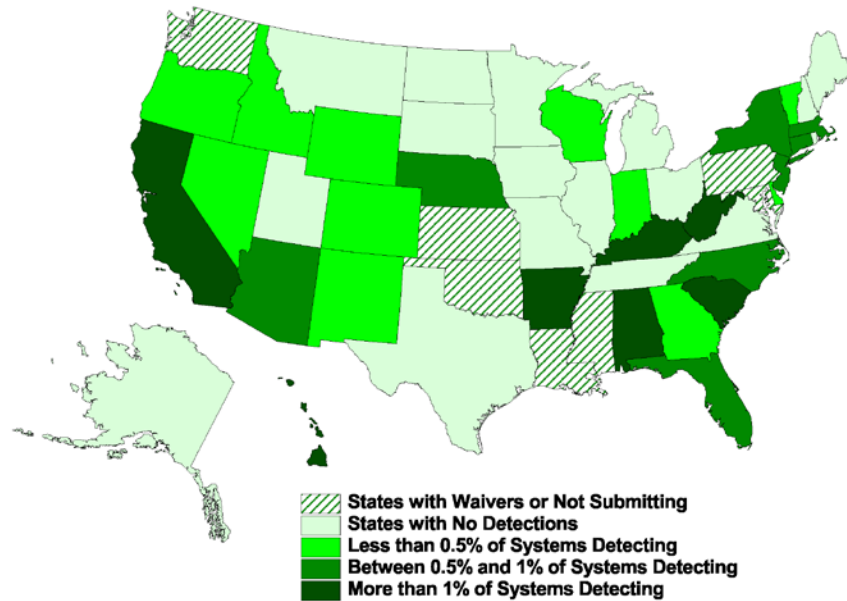 States with Waivers or Not Submitting
States with No Detections
Less than 0.5% of Systems Detecting
Between 0.5% and 1% of Systems Detecting
More than 1% of Systems Detecting